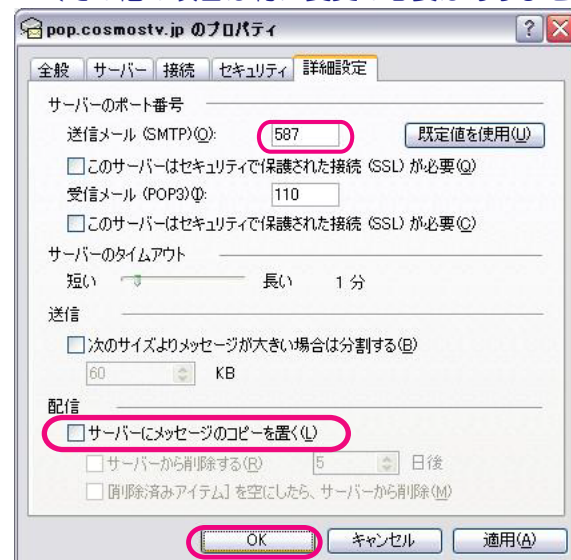 pop.cosmostv.jp のプロパティ
全般 サーバー 接続 セキュリティ 詳細設定
サーバーのポート番号
送信メール (SMTP)(O): 587 既定値を使用(U)
このサーバーはセキュリティで保護された接続 (SSL) が必要(Q)
受信メール (POP3)(I): 110
このサーバーはセキュリティで保護された接続 (SSL) が必要(C)
サーバーのタイムアウト
短い 長い 1 分
送信
次のサイズよりメッセージが大きい場合は分割する(B)
60 KB
配信
サーバーにメッセージのコピーを置く(L)
サーバーから削除する(R) 5 日後
[削除済みアイテム] を空にしたら、サーバーから削除(M)
OK キャンセル 適用(A)